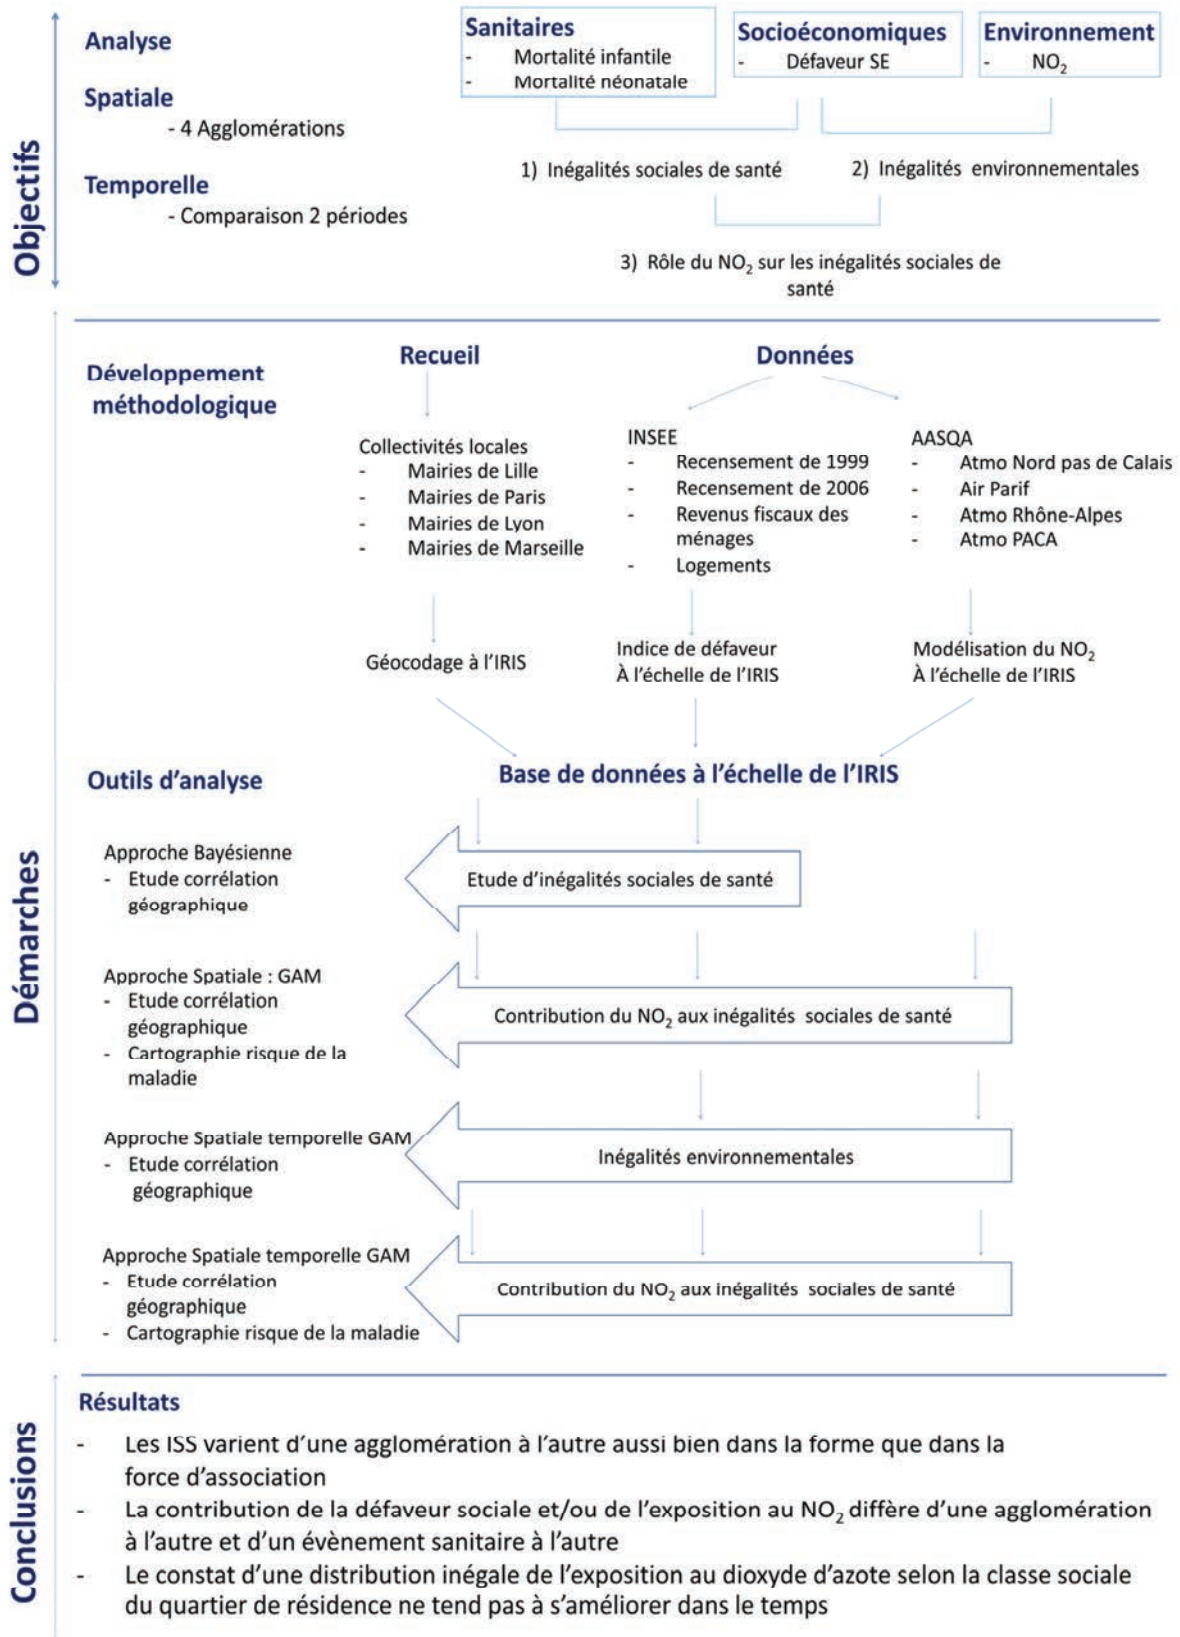 Objectifs
Analyse
Spatiale
- 4 Agglomérations
Temporelle
- Comparaison 2 périodes
Sanitaires
- Mortalité infantile
- Mortalité néonatale
Socioéconomiques
- Défaveur SE
Environnement
- NO2
1) Inégalités sociales de santé
2) Inégalités environnementales
3) Rôle du NO2 sur les inégalités sociales de
santé
Démarches
Développement
méthodologique
Recueil
Données
Collectivités locales
- Mairies de Lille
- Mairies de Paris
- Mairies de Lyon
- Mairies de Marseille
INSEE
- Recensement de 1999
- Recensement de 2006
- Revenus fiscaux des
ménages
- Logements
AASQA
- Atmo Nord pas de Calais
- Air Parif
- Atmo Rhône-Alpes
- Atmo PACA
Géocodage à l'IRIS
Indice de défaveur
À l'échelle de l'IRIS
Modélisation du NO2
À l'échelle de l'IRIS
Outils d'analyse
Base de données à l'échelle de l'IRIS
Approche Bayésienne
- Etude corrélation
géographique
Etude d'inégalités sociales de santé
Approche Spatiale : GAM
- Etude corrélation
géographique
- Cartographie risque de la
maladie
Contribution du NO2 aux inégalités sociales de santé
Approche Spatiale temporelle GAM
- Etude corrélation
géographique
Inégalités environnementales
Approche Spatiale temporelle GAM
- Etude corrélation
géographique
- Cartographie risque de la maladie
Contribution du NO2 aux inégalités sociales de santé
Conclusions
Résultats
- Les ISS varient d'une agglomération à l'autre aussi bien dans la forme que dans la
force d'association
- La contribution de la défaveur sociale et/ou de l'exposition au NO2 diffère d'une agglomération
à l'autre et d'un évènement sanitaire à l'autre
- Le constat d'une distribution inégale de l'exposition au dioxyde d'azote selon la classe sociale
du quartier de résidence ne tend pas à s'améliorer dans le temps